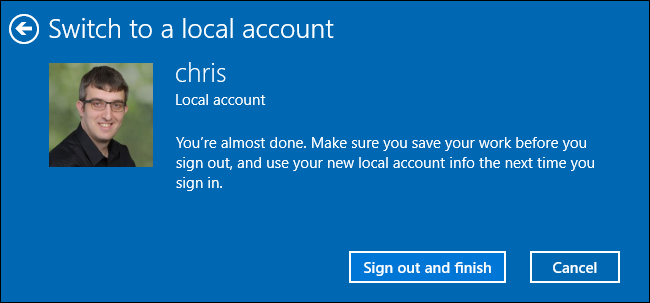 Switch to a local account
chris
Local account
You're almost done. Make sure you save your work before you
sign out, and use your new local account info the next time you
sign in.
Sign out and finish
Cancel